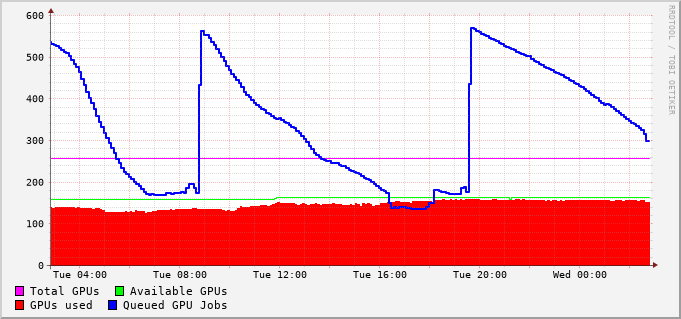 600
500
400
300
200
100
0
Tue 04:00 Tue 08:00 Tue 12:00 Tue 16:00 Tue 20:00 Wed 00:00
Total GPUs Available GPUs
GPUs used Queued GPU Jobs
RRDTOOL / TOBI OETIKER